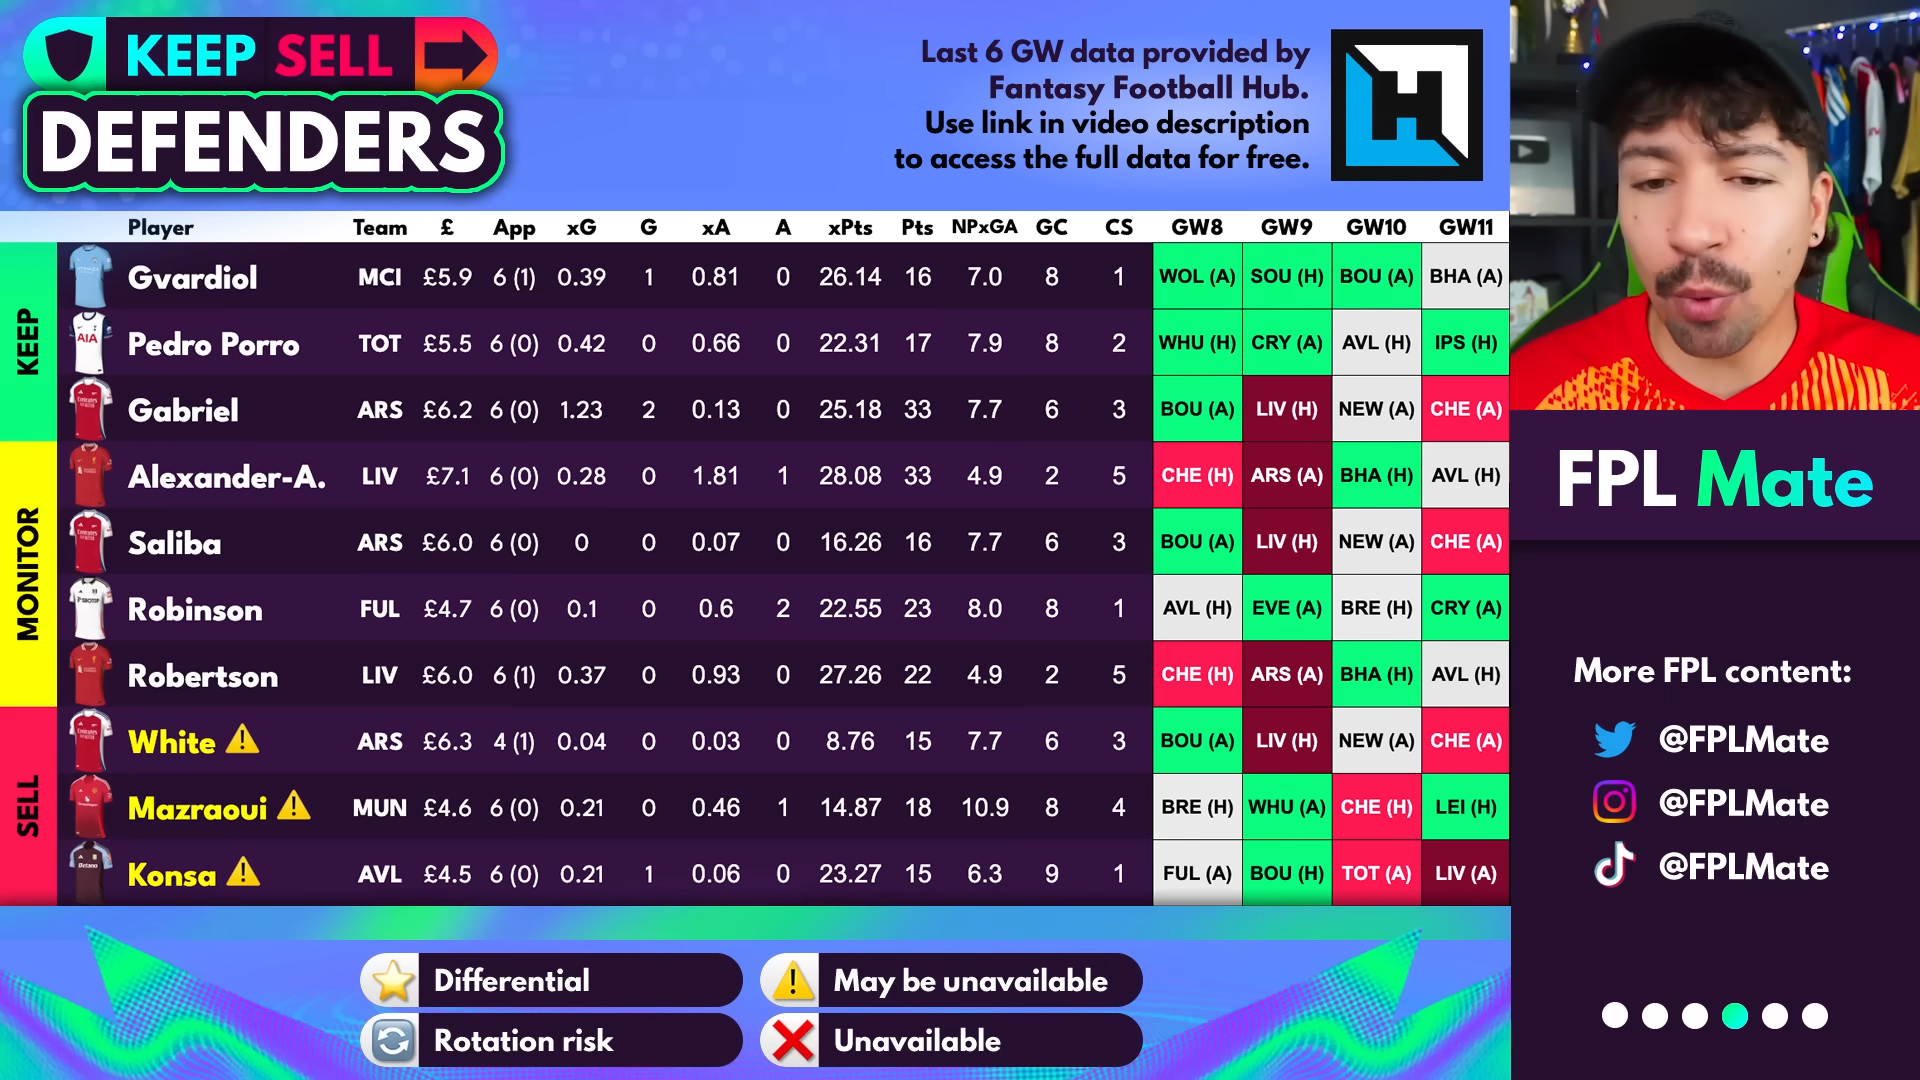 KEEP SELL
DEFENDERS
Last 6 GW data provided by
Fantasy Football Hub.
Use link in video description
to access the full data for free.
Player Team £ App xG G xA A xPts Pts NPxGA GC CS GW8 GW9 GW10 GW11
KEEP
Gvardiol MCI £5.9 6 (1) 0.39 1 0.81 0 26.14 16 7.0 8 1 WOL (A) SOU (H) BOU (A) BHA (A)
Pedro Porro TOT £5.5 6 (0) 0.42 0 0.66 0 22.31 17 7.9 8 2 WHU (H) CRY (A) AVL (H) IPS (H)
Gabriel ARS £6.2 6 (0) 1.23 2 0.13 0 25.18 33 7.7 6 3 BOU (A) LIV (H) NEW (A) CHE (A)
MONITOR
Alexander-A. LIV £7.1 6 (0) 0.28 0 1.81 1 28.08 33 4.9 2 5 CHE (H) ARS (A) BHA (H) AVL (H)
Saliba ARS £6.0 6 (0) 0 0 0.07 0 16.26 16 7.7 6 3 BOU (A) LIV (H) NEW (A) CHE (A)
Robinson FUL £4.7 6 (0) 0.1 0 0.6 2 22.55 23 8.0 8 1 AVL (H) EVE (A) BRE (H) CRY (A)
Robertson LIV £6.0 6 (1) 0.37 0 0.93 0 27.26 22 4.9 2 5 CHE (H) ARS (A) BHA (H) AVL (H)
SELL
White ARS £6.3 4 (1) 0.04 0 0.03 0 8.76 15 7.7 6 3 BOU (A) LIV (H) NEW (A) CHE (A)
Mazraoui MUN £4.6 6 (0) 0.21 0 0.46 1 14.87 18 10.9 8 4 BRE (H) WHU (A) CHE (H) LEI (H)
Konsa AVL £4.5 6 (0) 0.21 1 0.06 0 23.27 15 6.3 9 1 FUL (A) BOU (H) TOT (A) LIV (A)
AIA
Differential
May be unavailable
Rotation risk
Unavailable
FPL Mate
More FPL content:
@FPLMate
@FPLMate
@FPLMate